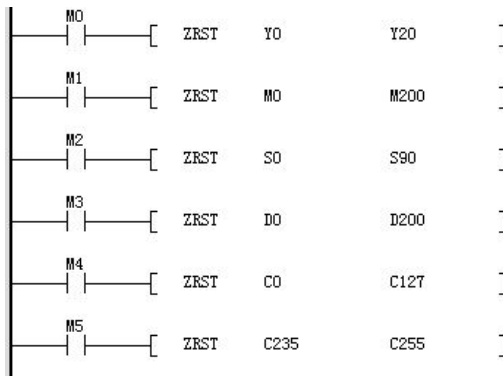 M0
ZRST Y0 Y20
M1
ZRST M0 M200
M2
ZRST S0 S90
M3
ZRST D0 D200
M4
ZRST C0 C127
M5
ZRST C235 C255